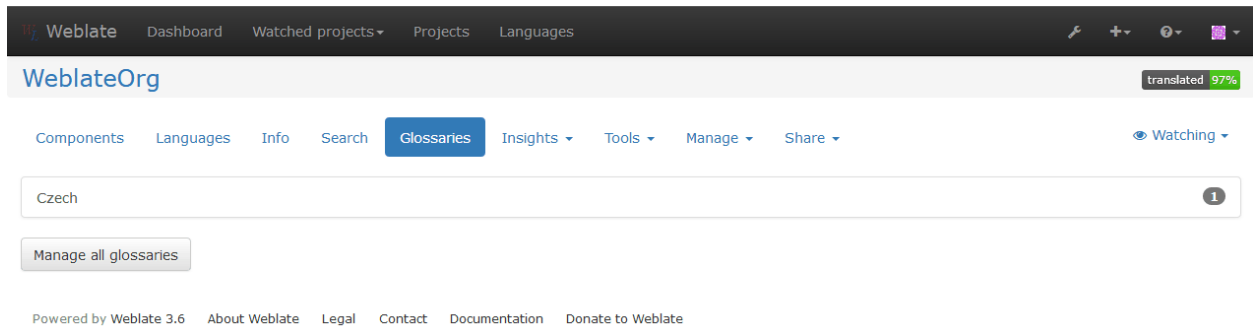 Weblate Dashboard Watched projects Projects Languages
WeblateOrg translated 97%
Components Languages Info Search Glossaries Insights Tools Manage Share Watching
Czech 1
Manage all glossaries
Powered by Weblate 3.6 About Weblate Legal Contact Documentation Donate to Weblate